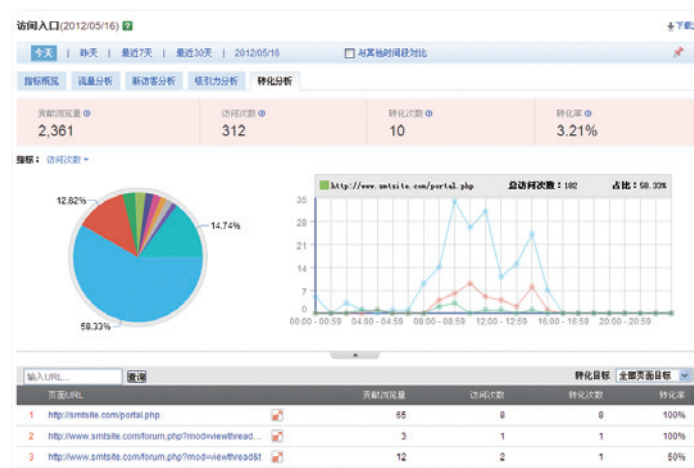 访问入口(2012/05/16)
下载
今天 | 昨天 | 最近7天 | 最近30天 | 2012/05/16 与其他时间段对比
指标概览 流量分析 新访客分析 吸引力分析 转化分析
贡献浏览量 访问次数 转化次数 转化率
2,361 312 10 3.21%
指标： 访问次数
http://www.smtsite.com/portal.php 总访问次数：182 占比：58.33%
12.82%
14.74%
58.33%
35
28
21
14
7
0
00:00 - 00:59 04:00 - 04:59 08:00 - 08:59 12:00 - 12:59 16:00 - 16:59 20:00 - 20:59
输入URL... 查询 转化目标 全部页面目标
页面URL 贡献浏览量 访问次数 转化次数 转化率
1 http://smtsite.com/portal.php 65 8 8 100%
2 http://www.smtsite.com/forum.php?mod=viewthread... 3 1 1 100%
3 http://www.smtsite.com/forum.php?mod=viewthread&t 12 2 1 50%